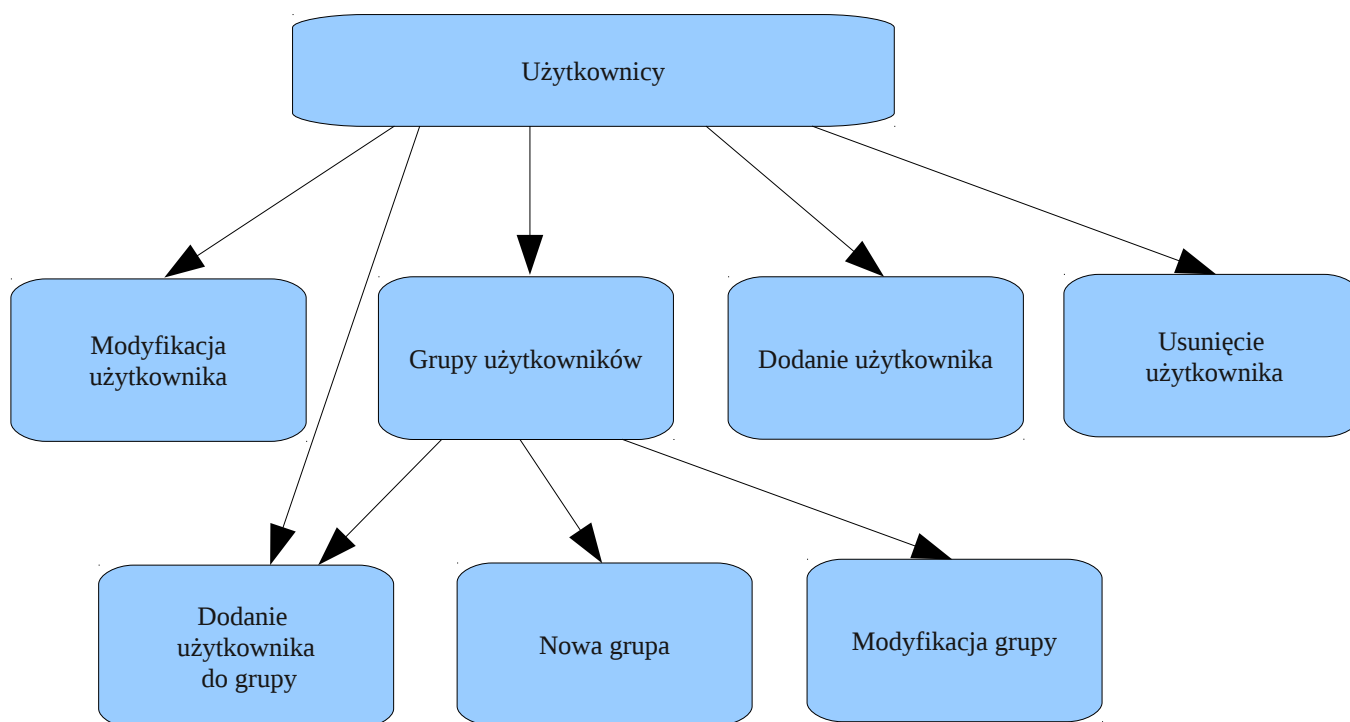 Użytkownicy
Modyfikacja
użytkownika
Grupy użytkowników
Dodanie użytkownika
Usunięcie
użytkownika
Dodanie
użytkownika
do grupy
Nowa grupa
Modyfikacja grupy